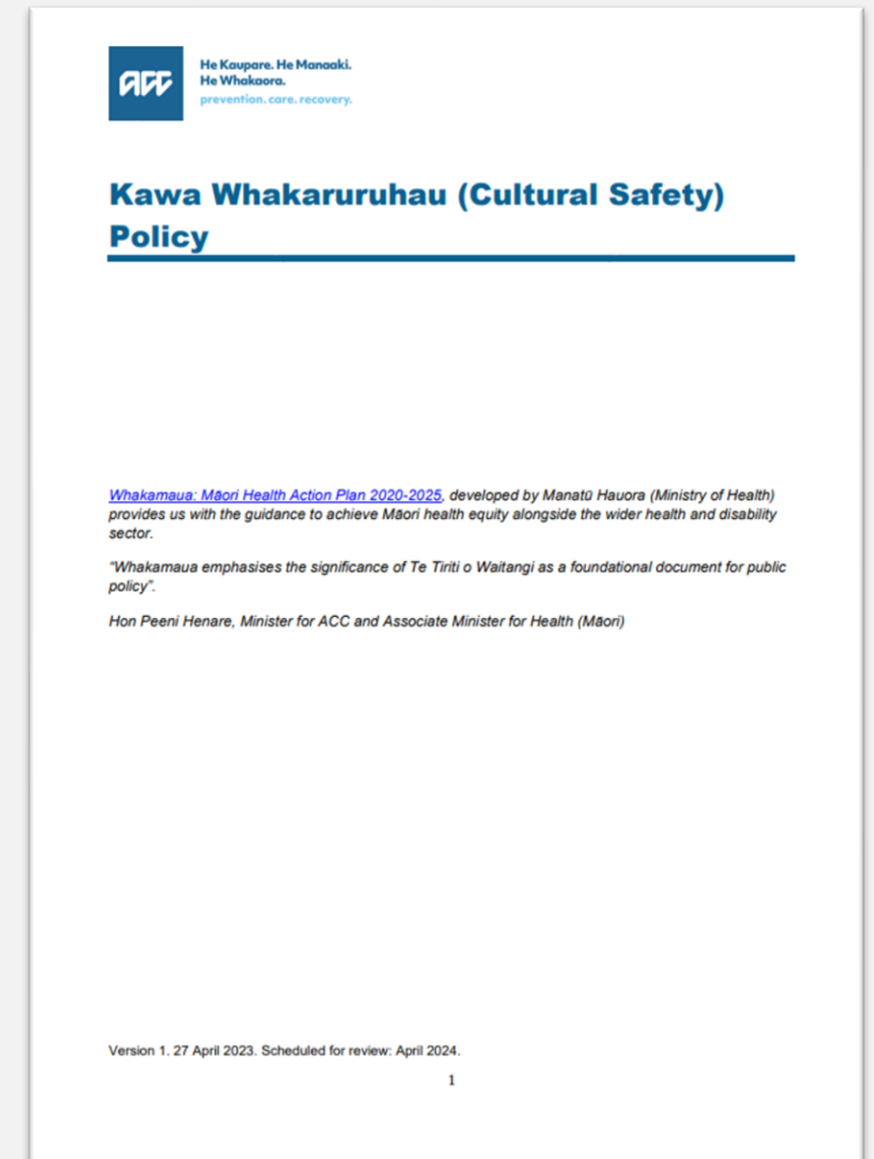 ACC
He Kaupare. He Manaaki.
He Whakaora.
prevention. care. recovery.
Kawa Whakaruruhau (Cultural Safety)
Policy
Whakamaua: Māori Health Action Plan 2020-2025, developed by Manatū Hauora (Ministry of Health)
provides us with the guidance to achieve Māori health equity alongside the wider health and disability
sector.
"Whakamaua emphasises the significance of Te Tiriti o Waitangi as a foundational document for public
policy".
Hon Peeni Henare, Minister for ACC and Associate Minister for Health (Māori)
Version 1. 27 April 2023. Scheduled for review: April 2024.
1